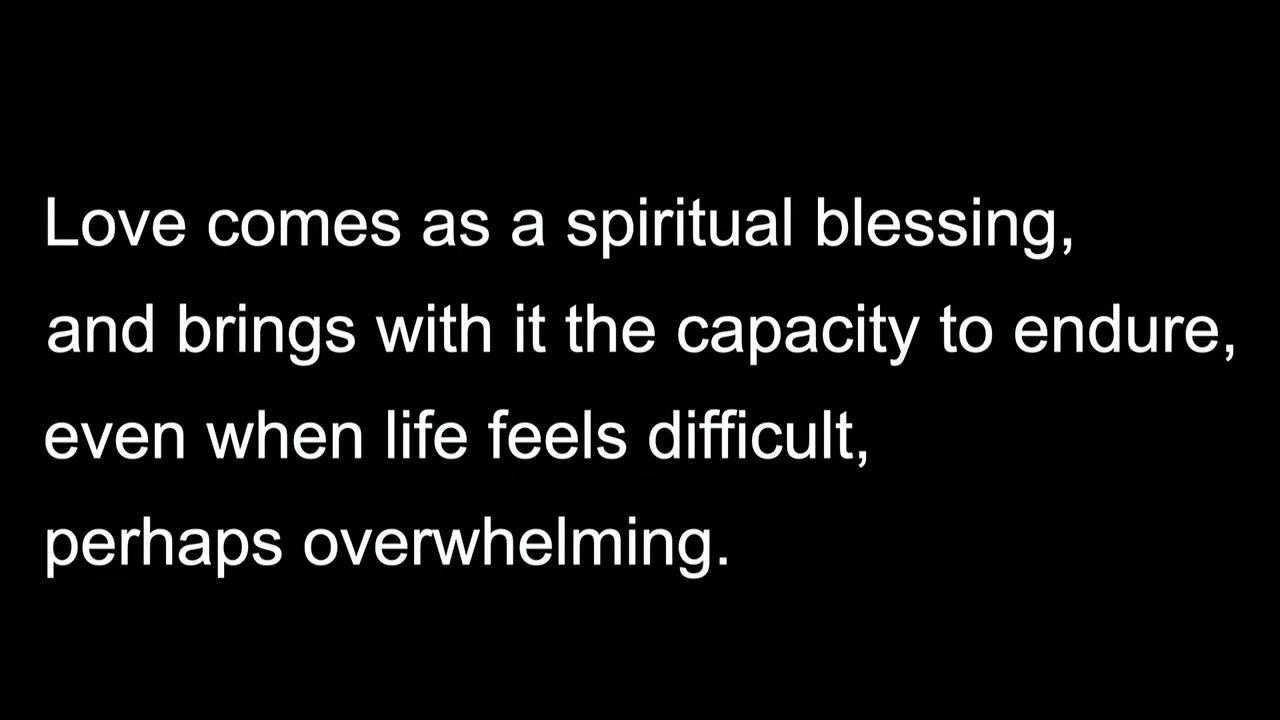 Love comes as a spiritual blessing,
and brings with it the capacity to endure,
even when life feels difficult,
perhaps overwhelming.